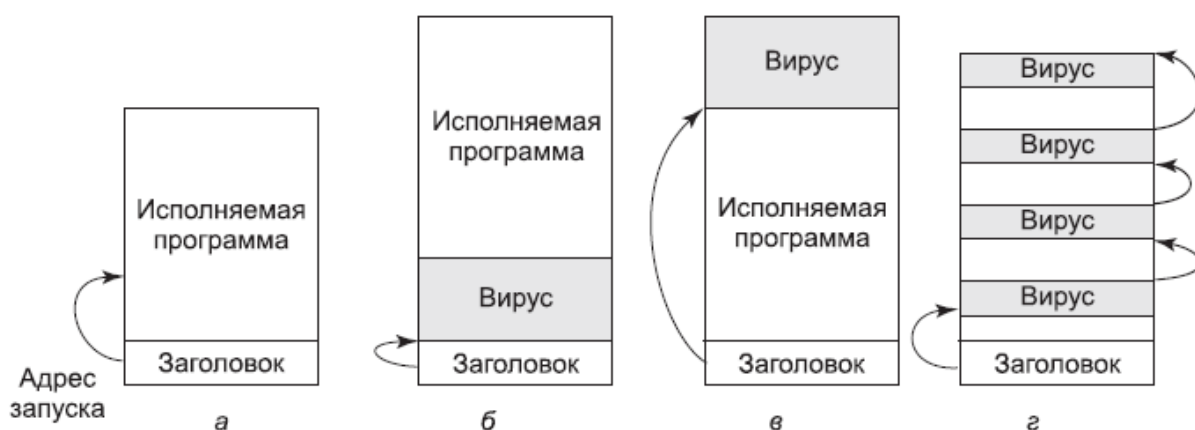 Исполняемая
программа
Заголовок
Адрес
запуска
а
Исполняемая
программа
Вирус
Заголовок
б
Вирус
Исполняемая
программа
Заголовок
в
Вирус
Вирус
Вирус
Вирус
Заголовок
г